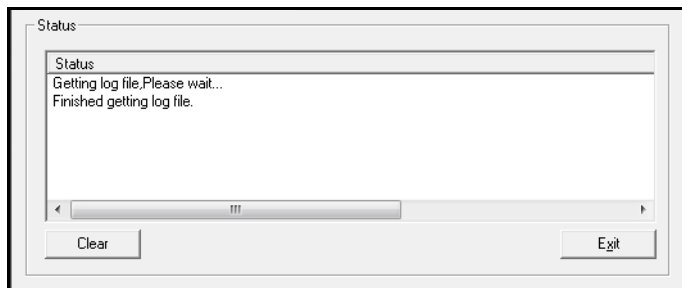 Status
Status
Getting log file,Please wait...
Finished getting log file.
Clear
Exit